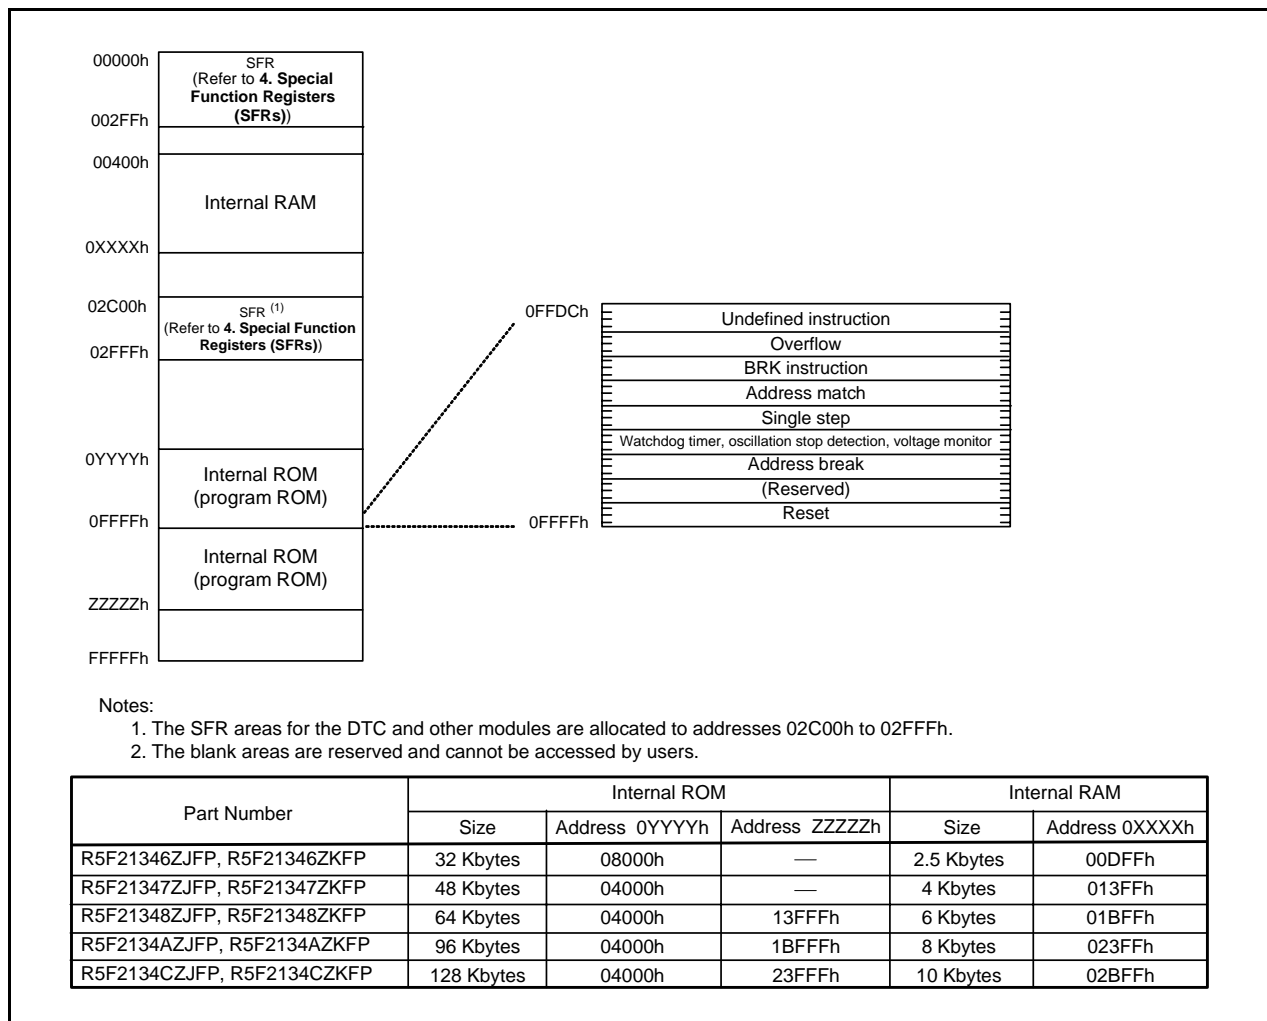 00000h
SFR
(Refer to 4. Special
Function Registers
(SFRs))
002FFh
00400h
Internal RAM
0XXXXh
02C00h
SFR (1)
(Refer to 4. Special Function
Registers (SFRs))
02FFFh
0YYYYh
Internal ROM
(program ROM)
0FFFFh
Internal ROM
(program ROM)
ZZZZZh
FFFFFh
0FFDCh
Undefined instruction
Overflow
BRK instruction
Address match
Single step
Watchdog timer, oscillation stop detection, voltage monitor
Address break
(Reserved)
Reset
0FFFFh
Notes:
1. The SFR areas for the DTC and other modules are allocated to addresses 02C00h to 02FFFh.
2. The blank areas are reserved and cannot be accessed by users.
Part Number Internal ROM Internal RAM
Size Address 0YYYYh Address ZZZZZh Size Address 0XXXXh
R5F21346ZJFP, R5F21346ZKFP 32 Kbytes 08000h — 2.5 Kbytes 00DFFh
R5F21347ZJFP, R5F21347ZKFP 48 Kbytes 04000h — 4 Kbytes 013FFh
R5F21348ZJFP, R5F21348ZKFP 64 Kbytes 04000h 13FFFh 6 Kbytes 01BFFh
R5F2134AZJFP, R5F2134AZKFP 96 Kbytes 04000h 1BFFFh 8 Kbytes 023FFh
R5F2134CZJFP, R5F2134CZKFP 128 Kbytes 04000h 23FFFh 10 Kbytes 02BFFh